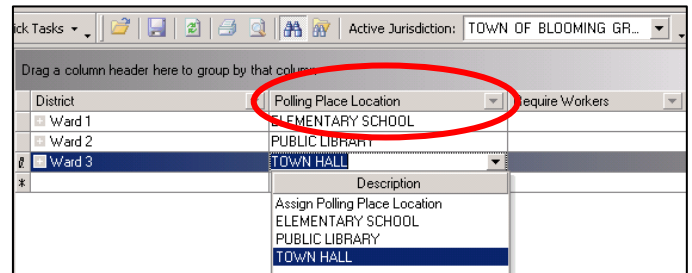 ck Tasks Active Jurisdiction: TOWN OF BLOOMING GR...
Drag a column header here to group by that column
District Polling Place Location Require Workers
Ward 1 ELEMENTARY SCHOOL
Ward 2 PUBLIC LIBRARY
Ward 3 TOWN HALL
Description
Assign Polling Place Location
ELEMENTARY SCHOOL
PUBLIC LIBRARY
TOWN HALL